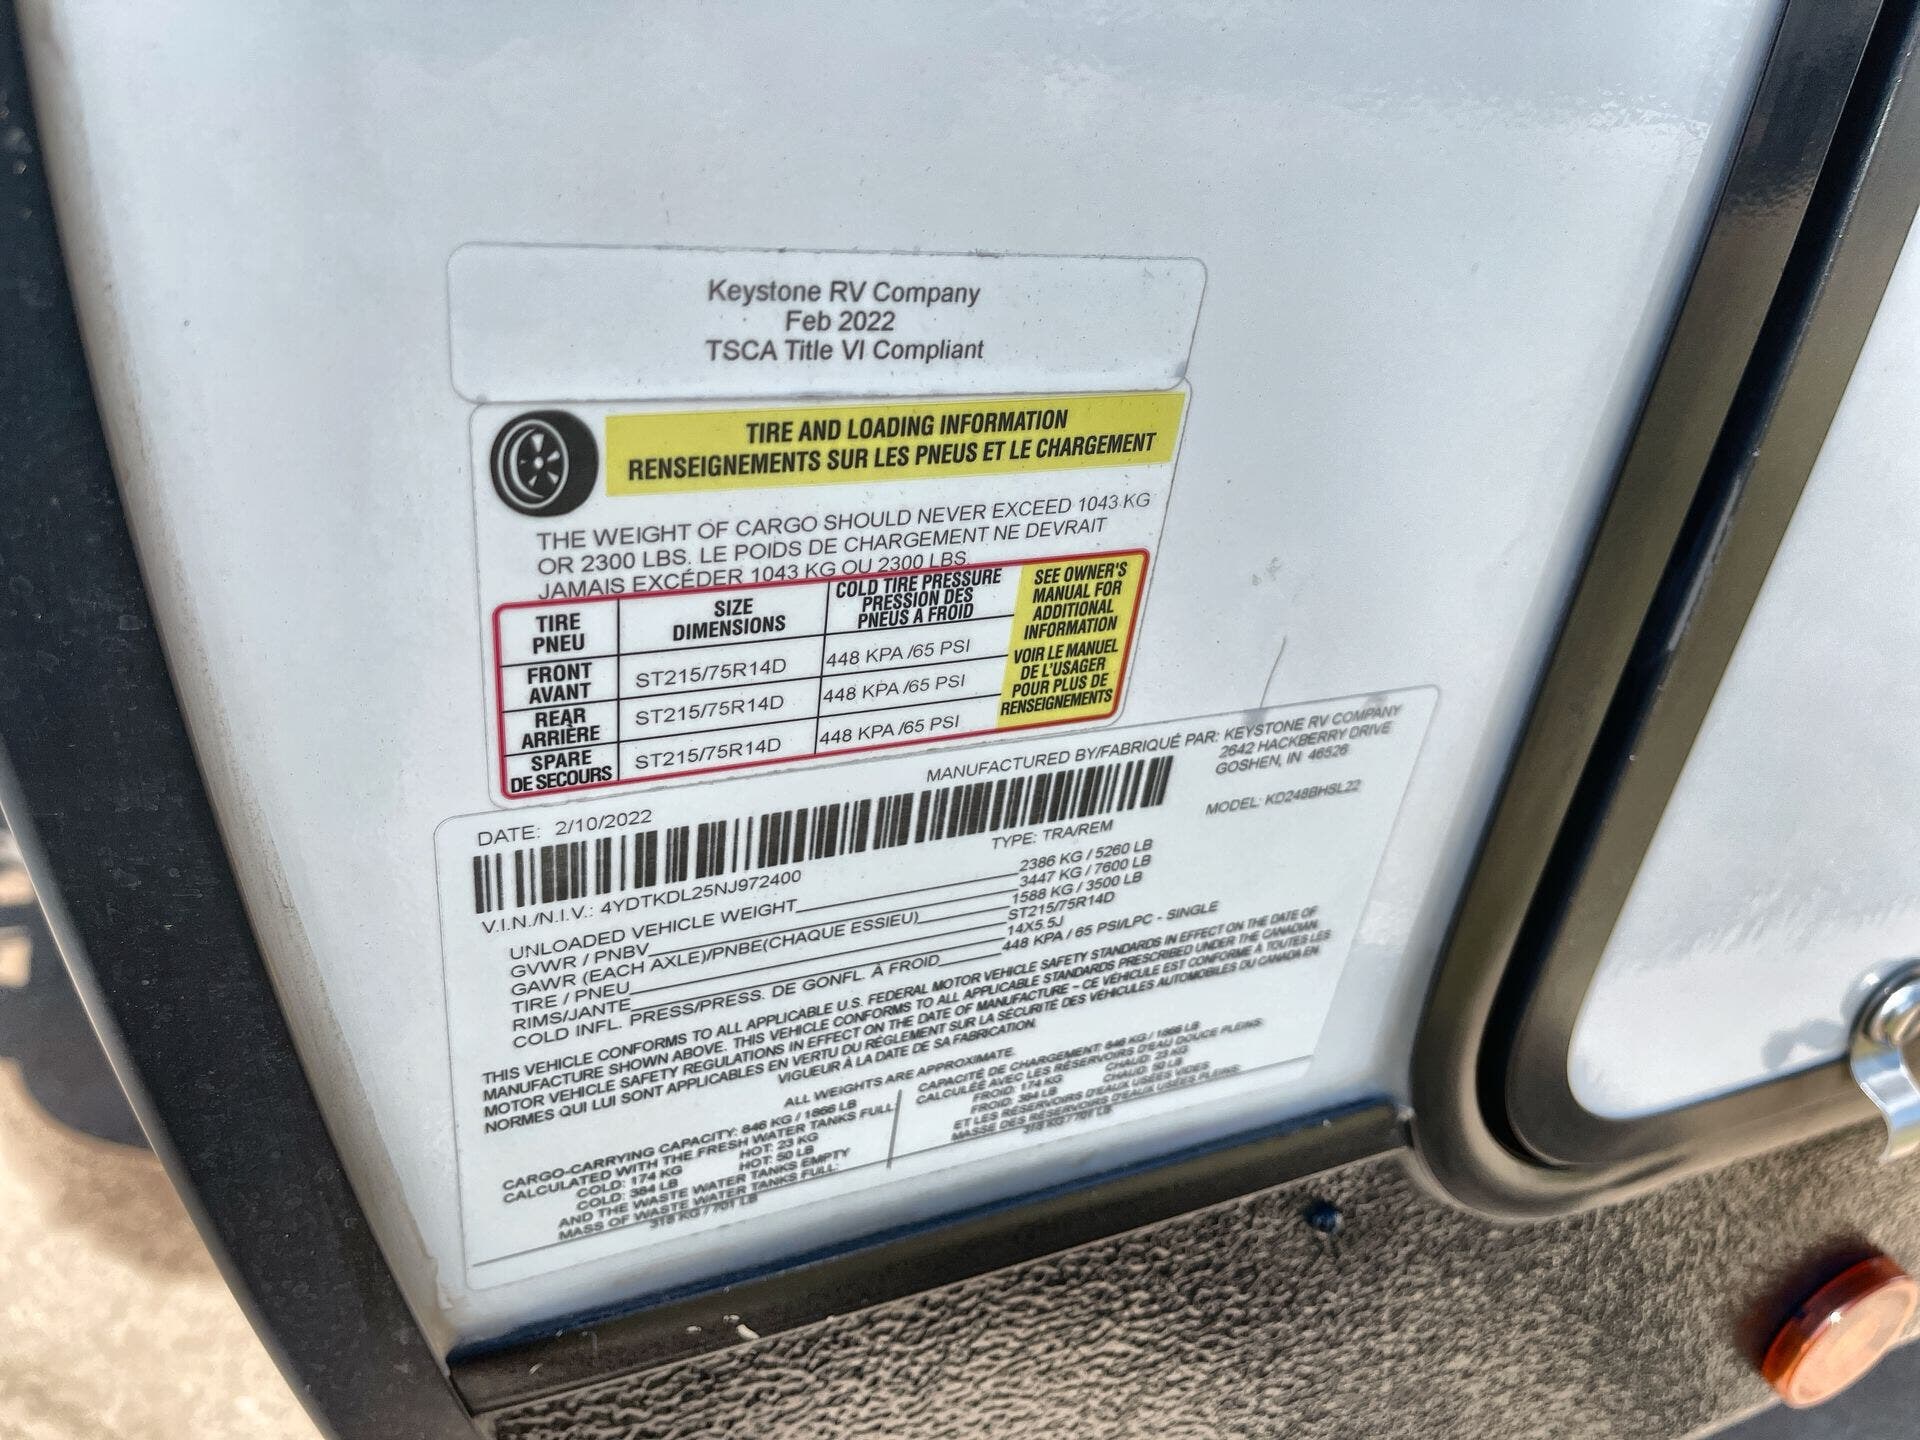 Keystone RV Company
Feb 2022
TSCA Title VI Compliant
TIRE AND LOADING INFORMATION
RENSEIGNEMENTS SUR LES PNEUS ET LE CHARGEMENT
THE WEIGHT OF CARGO SHOULD NEVER EXCEED 1043 KG
OR 2300 LBS. LE POIDS DE CHARGEMENT NE DEVRAIT
JAMAIS EXCÉDER 1043 KG OU 2300 LBS.
TIRE
PNEU
SIZE
DIMENSIONS
COLD TIRE PRESSURE
PRESSION DES
PNEUS A FROID
FRONT
AVANT
ST215/75R14D
448 KPA /65 PSI
REAR
ARRIÈRE
ST215/75R14D
448 KPA /65 PSI
SPARE
DE SECOURS
ST215/75R14D
448 KPA /65 PSI
SEE OWNER'S
MANUAL FOR
ADDITIONAL
INFORMATION
VOIR LE MANUEL
DE L'USAGER
POUR PLUS DE
RENSEIGNEMENTS
MANUFACTURED BY/FABRIQUÉ PAR: KEYSTONE RV COMPANY
2642 HACKBERRY DRIVE
GOSHEN, IN 46526
DATE: 2/10/2022
MODEL: KD248BHSL22
TYPE: TRA/REM
V.I.N./N.I.V.: 4YDTKDL25NJ972400
UNLOADED VEHICLE WEIGHT 2386 KG / 5260 LB
GVWR / PNBV 3447 KG / 7600 LB
GAWR (EACH AXLE)/PNBE(CHAQUE ESSIEU) 1588 KG / 3500 LB
TIRE / PNEU ST215/75R14D
RIMS/JANTE 14X5.5J
COLD INFL. PRESS/PRESS. DE GONFL. À FROID 448 KPA / 65 PSI/LPC - SINGLE
THIS VEHICLE CONFORMS TO ALL APPLICABLE U.S. FEDERAL MOTOR VEHICLE SAFETY STANDARDS IN EFFECT ON THE DATE OF
MANUFACTURE SHOWN ABOVE. THIS VEHICLE CONFORMS TO ALL APPLICABLE STANDARDS PRESCRIBED UNDER THE CANADIAN
MOTOR VEHICLE SAFETY REGULATIONS IN EFFECT ON THE DATE OF MANUFACTURE - CE VÉHICULE EST CONFORME À TOUTES LES
NORMES QUI LUI SONT APPLICABLES EN VERTU DU RÈGLEMENT SUR LA SÉCURITÉ DES VÉHICULES AUTOMOBILES DU CANADA EN
VIGUEUR À LA DATE DE SA FABRICATION.
ALL WEIGHTS ARE APPROXIMATE.
CARGO-CARRYING CAPACITY: 846 KG / 1866 LB
CALCULATED WITH THE FRESH WATER TANKS FULL
COLD: 174 KG HOT: 23 KG
COLD: 384 LB HOT: 50 LB
AND THE WASTE WATER TANKS EMPTY
MASS OF WASTE WATER TANKS FULL:
318 KG / 701 LB
CAPACITÉ DE CHARGEMENT: 846 KG / 1866 LB
CALCULÉE AVEC LES RÉSERVOIRS D'EAU DOUCE PLEINS
FROID: 174 KG CHAUD: 23 KG
FROID: 384 LB CHAUD: 50 LB
ET LES RÉSERVOIRS D'EAUX USÉES VIDES
MASSE DES RÉSERVOIRS D'EAUX USÉES PLEINS:
318 KG / 701 LB